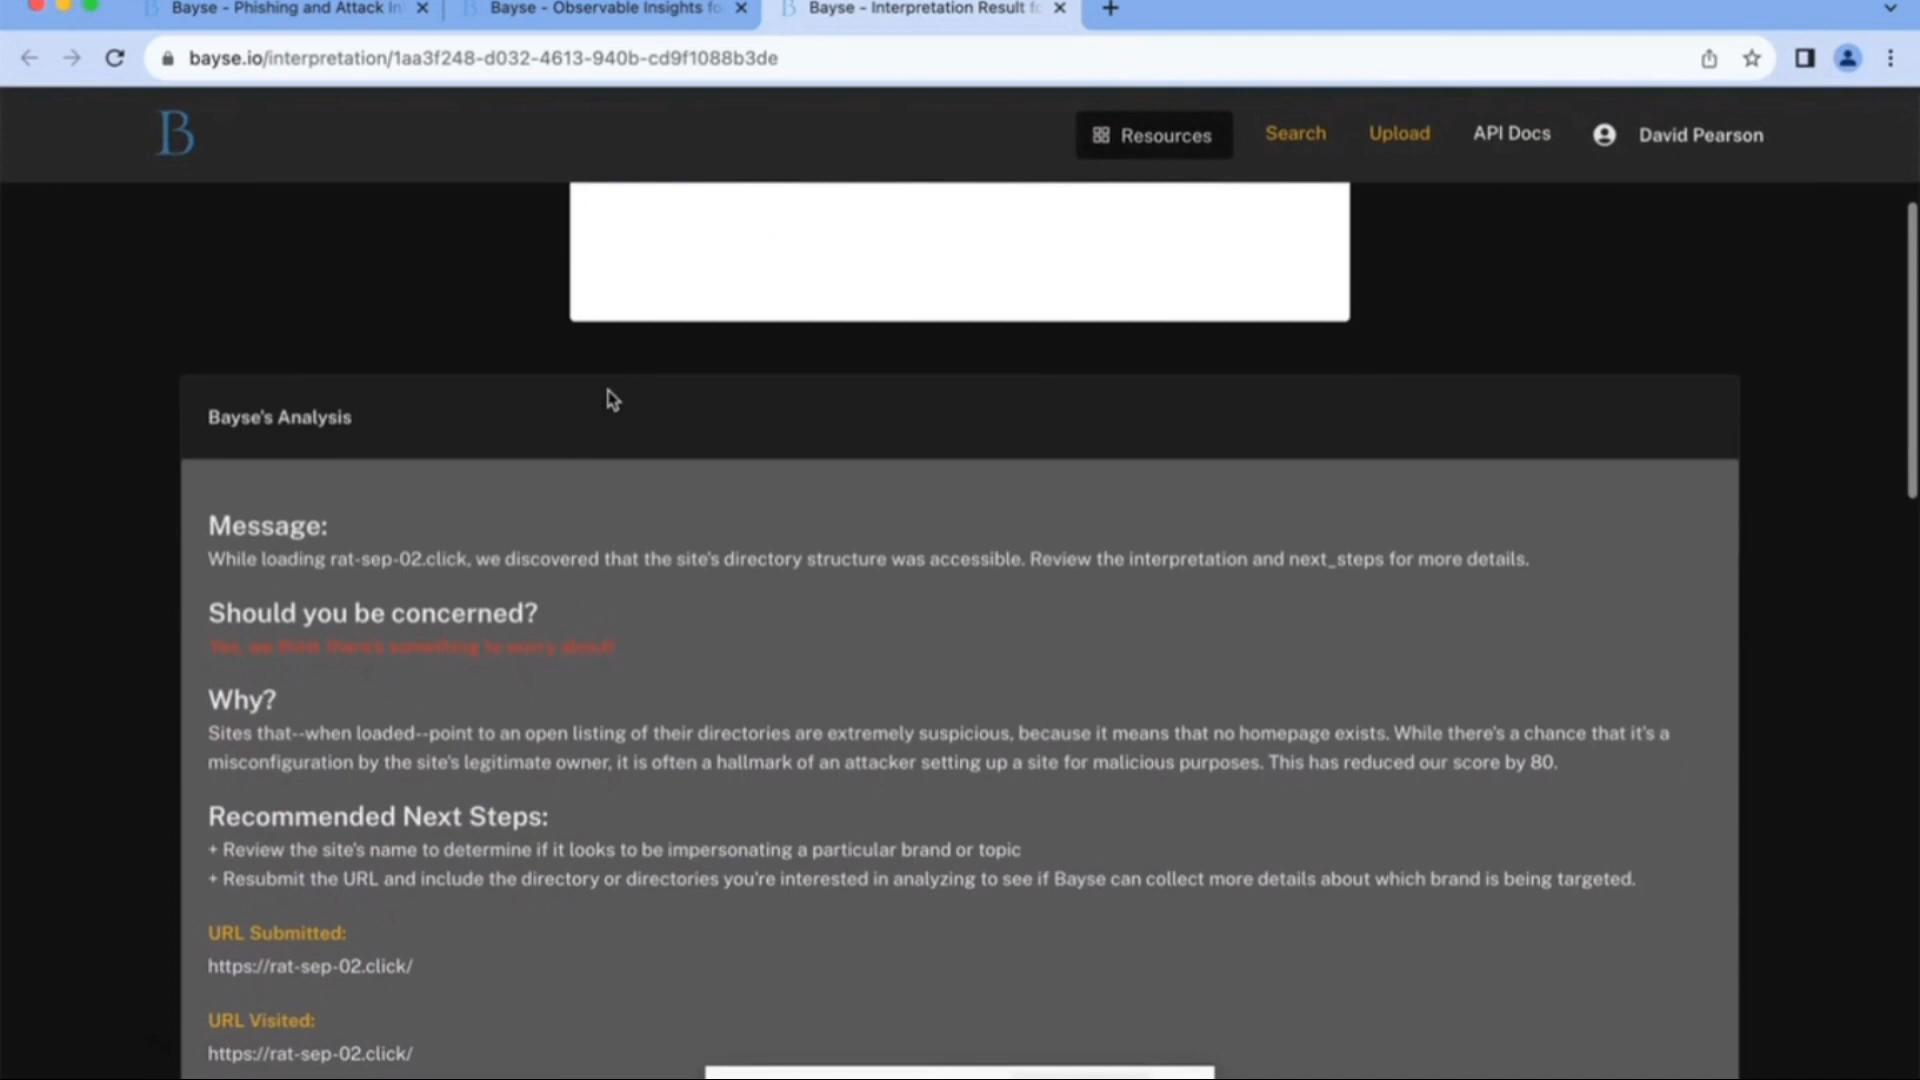 Bayse - Phishing and Attack In
Bayse - Observable Insights fo
Bayse - Interpretation Result fo
bayse.io/interpretation/1aa3f248-d032-4613-940b-cd9f1088b3de
B
Resources
Search
Upload
API Docs
David Pearson
Bayse's Analysis
Message:
While loading rat-sep-02.click, we discovered that the site's directory structure was accessible. Review the interpretation and next_steps for more details.
Should you be concerned?
Yes, we think there's something to worry about!
Why?
Sites that--when loaded--point to an open listing of their directories are extremely suspicious, because it means that no homepage exists. While there's a chance that it's a
misconfiguration by the site's legitimate owner, it is often a hallmark of an attacker setting up a site for malicious purposes. This has reduced our score by 80.
Recommended Next Steps:
+ Review the site's name to determine if it looks to be impersonating a particular brand or topic
+ Resubmit the URL and include the directory or directories you're interested in analyzing to see if Bayse can collect more details about which brand is being targeted.
URL Submitted:
https://rat-sep-02.click/
URL Visited:
https://rat-sep-02.click/